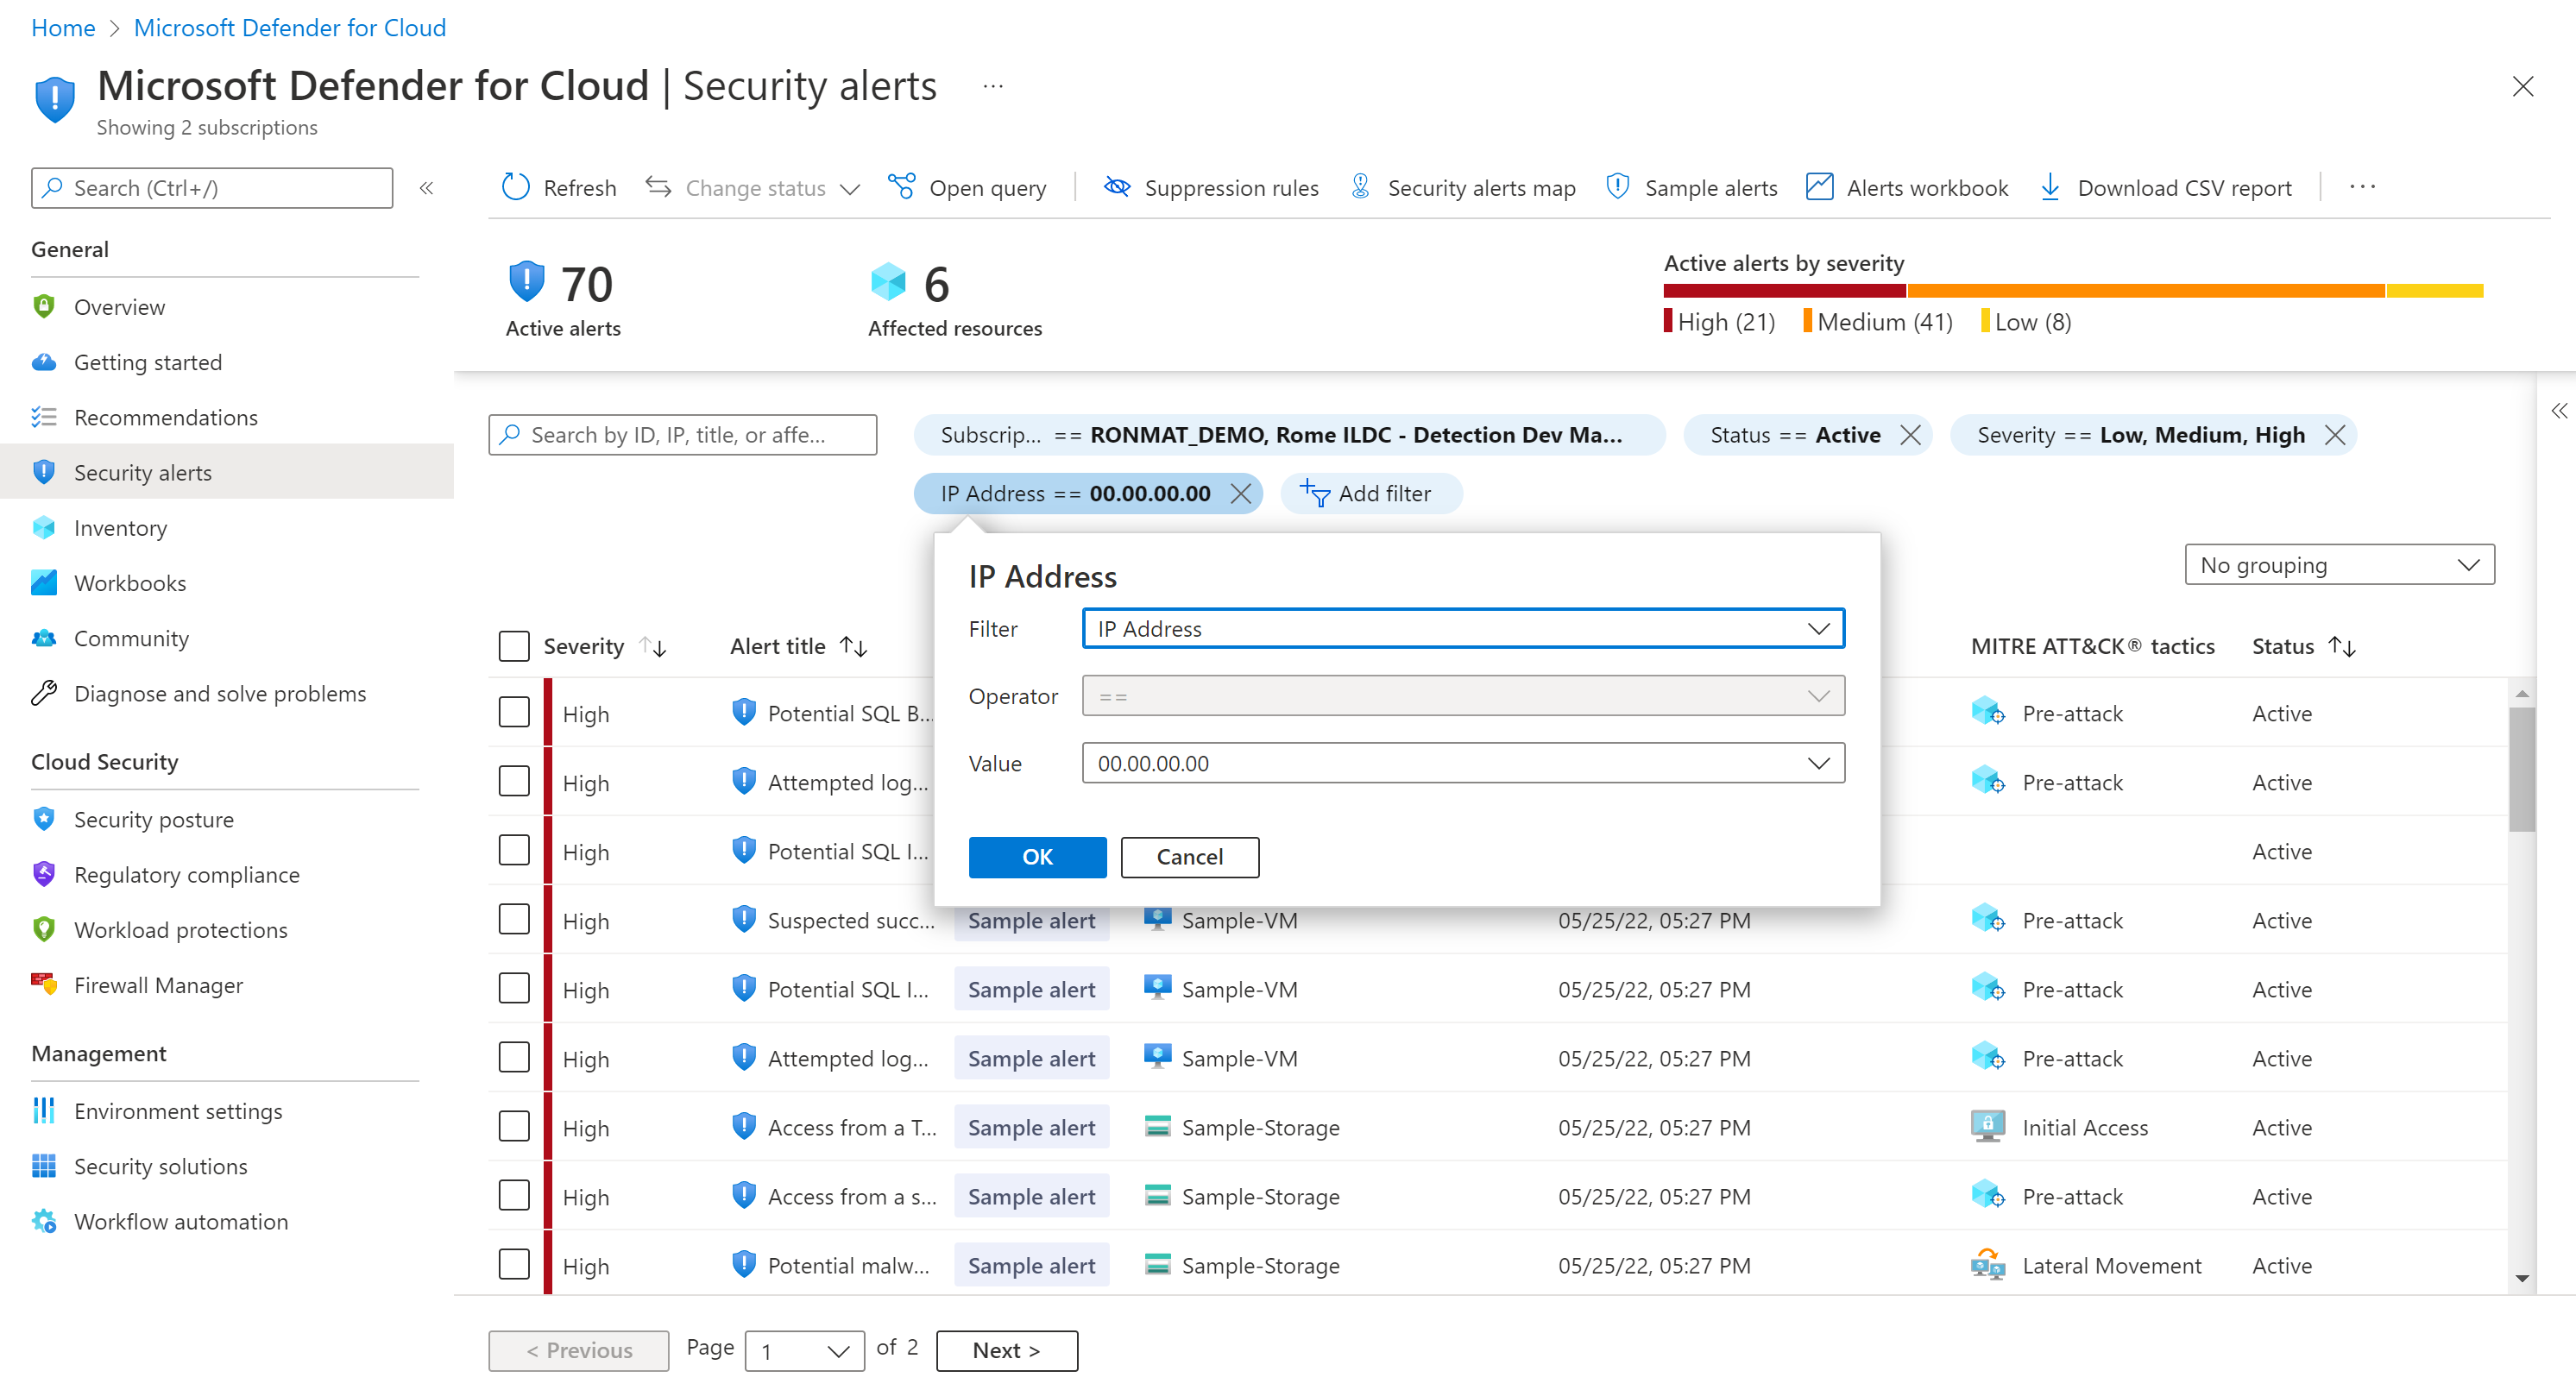 Home > Microsoft Defender for Cloud
Microsoft Defender for Cloud | Security alerts ...
Showing 2 subscriptions
Search (Ctrl+/) «
General
Overview
Getting started
Recommendations
Security alerts
Inventory
Workbooks
Community
Diagnose and solve problems
Cloud Security
Security posture
Regulatory compliance
Workload protections
Firewall Manager
Management
Environment settings
Security solutions
Workflow automation
Refresh Change status Open query Suppression rules Security alerts map Sample alerts Alerts workbook Download CSV report ...
70
Active alerts
6
Affected resources
Active alerts by severity
High (21) Medium (41) Low (8)
Search by ID, IP, title, or affe... Subscrip... == RONMAT_DEMO, Rome ILDC - Detection Dev Ma... Status == Active Severity == Low, Medium, High «
IP Address == 00.00.00.00 Add filter
No grouping
IP Address
Filter IP Address
Operator ==
Value 00.00.00.00
OK Cancel
Severity Alert title MITRE ATT&CK® tactics Status
High Potential SQL B... Pre-attack Active
High Attempted log... Pre-attack Active
High Potential SQL I... Active
High Suspected succ... Sample alert Sample-VM 05/25/22, 05:27 PM Pre-attack Active
High Potential SQL I... Sample alert Sample-VM 05/25/22, 05:27 PM Pre-attack Active
High Attempted log... Sample alert Sample-VM 05/25/22, 05:27 PM Pre-attack Active
High Access from a T... Sample alert Sample-Storage 05/25/22, 05:27 PM Initial Access Active
High Access from a s... Sample alert Sample-Storage 05/25/22, 05:27 PM Pre-attack Active
High Potential malw... Sample alert Sample-Storage 05/25/22, 05:27 PM Lateral Movement Active
< Previous Page 1 of 2 Next >